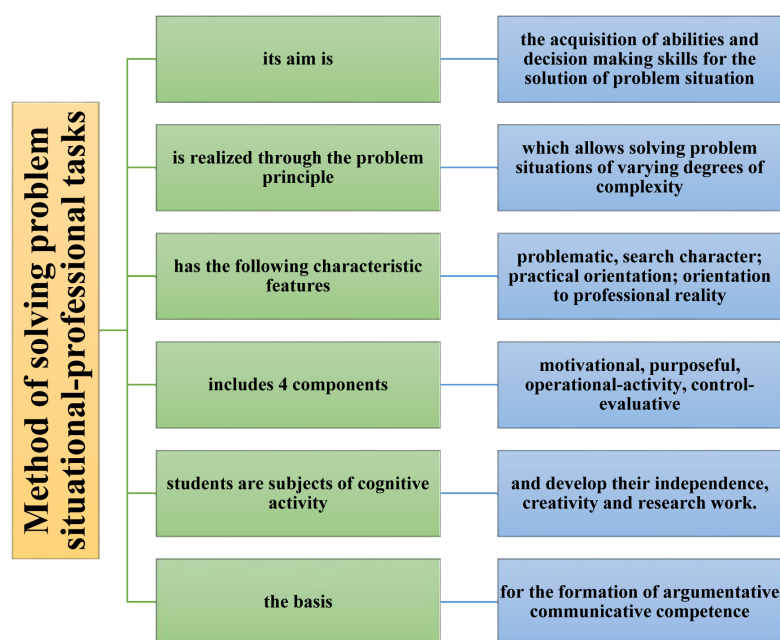 Method of solving problem
situational-professional tasks
its aim is
the acquisition of abilities and
decision making skills for the
solution of problem situation
is realized through the problem
principle
which allows solving problem
situations of varying degrees of
complexity
has the following characteristic
features
problematic, search character;
practical orientation; orientation
to professional reality
includes 4 components
motivational, purposeful,
operational-activity, control-
evaluative
students are subjects of cognitive
activity
and develop their independence,
creativity and research work.
the basis
for the formation of argumentative
communicative competence